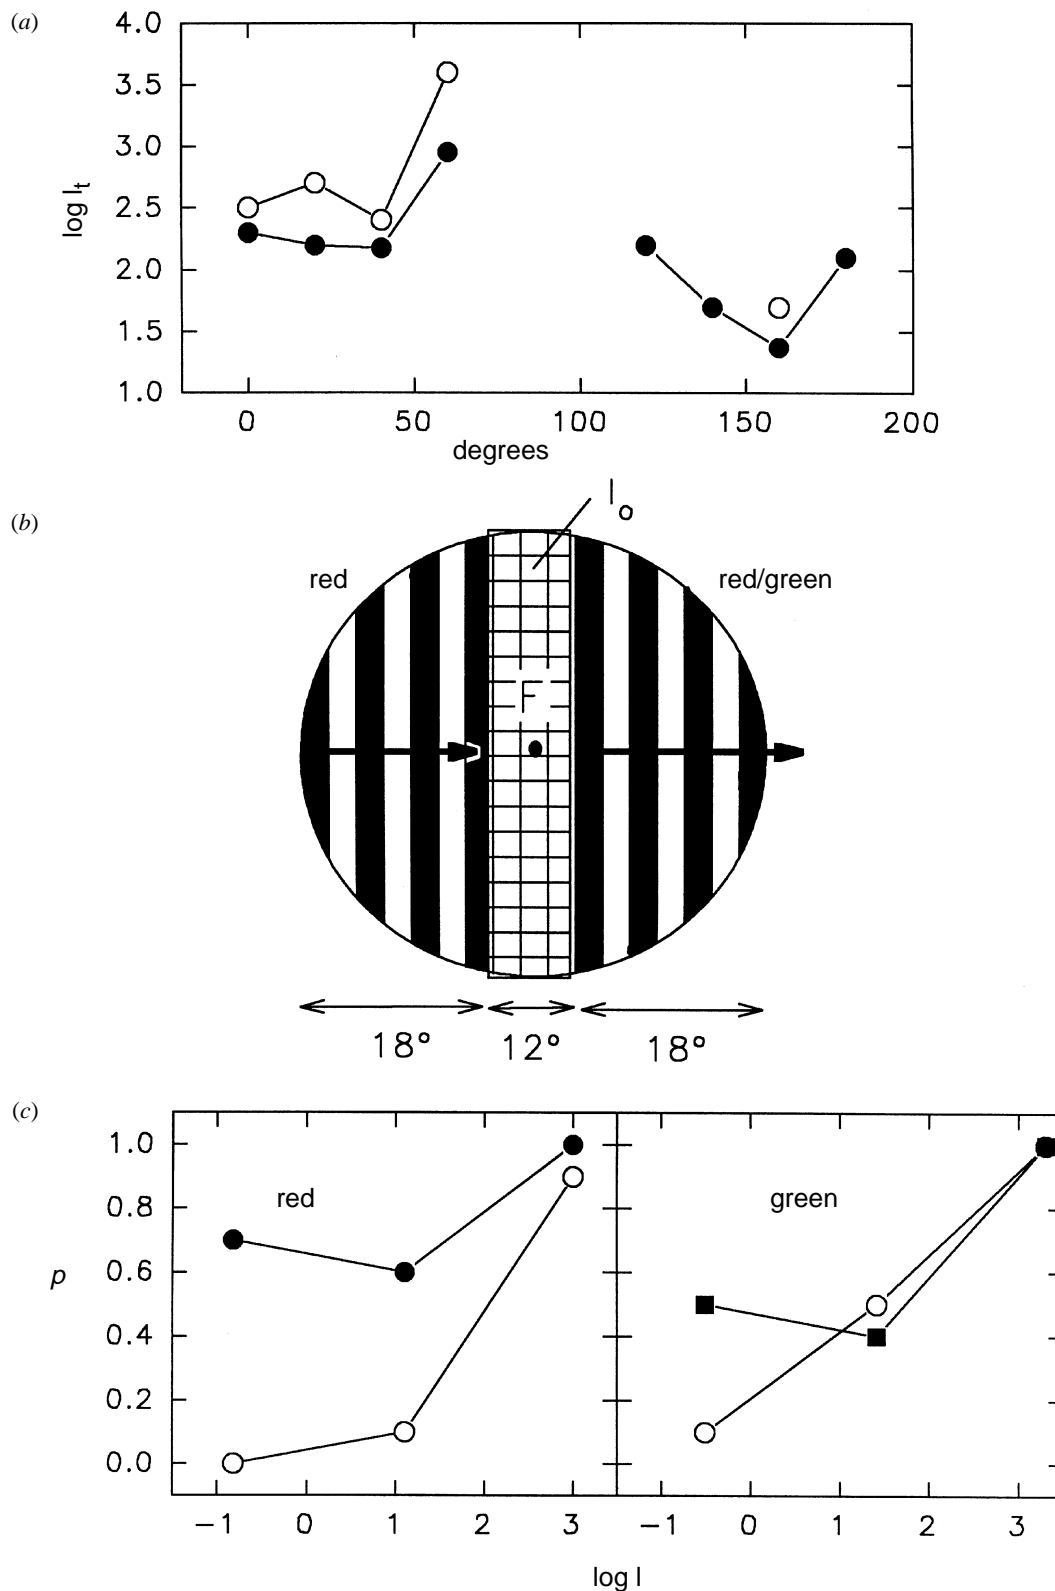 (a)
4.0
3.5
3.0
2.5
2.0
1.5
1.0
log I_t
0 50 100 150 200
degrees
(b)
I_o
red
red/green
F
18° 12° 18°
(c)
1.0
0.8
0.6
0.4
0.2
0.0
p
red
green
−1 0 1 2 3 −1 0 1 2 3
log I